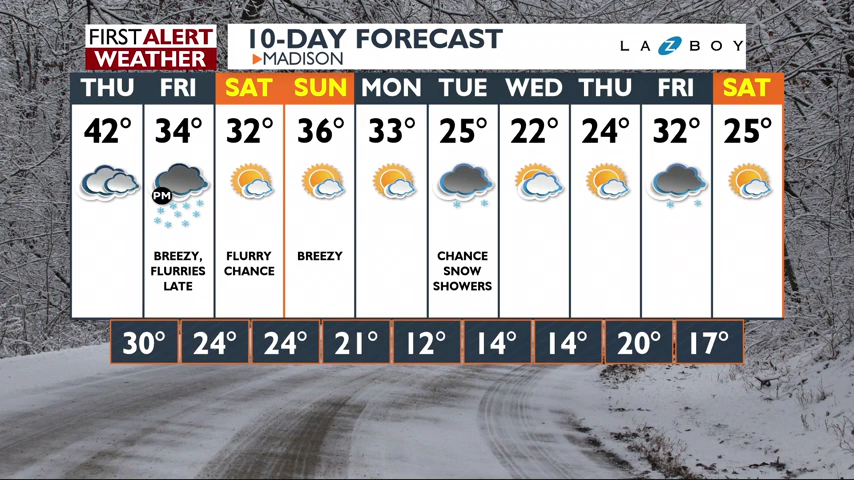 FIRST ALERT
WEATHER
10-DAY FORECAST
MADISON
LA Z BOY
THU FRI SAT SUN MON TUE WED THU FRI SAT
42° 34° 32° 36° 33° 25° 22° 24° 32° 25°
PM
BREEZY,
FLURRIES
LATE
FLURRY
CHANCE
BREEZY
CHANCE
SNOW
SHOWERS
30° 24° 24° 21° 12° 14° 14° 20° 17°